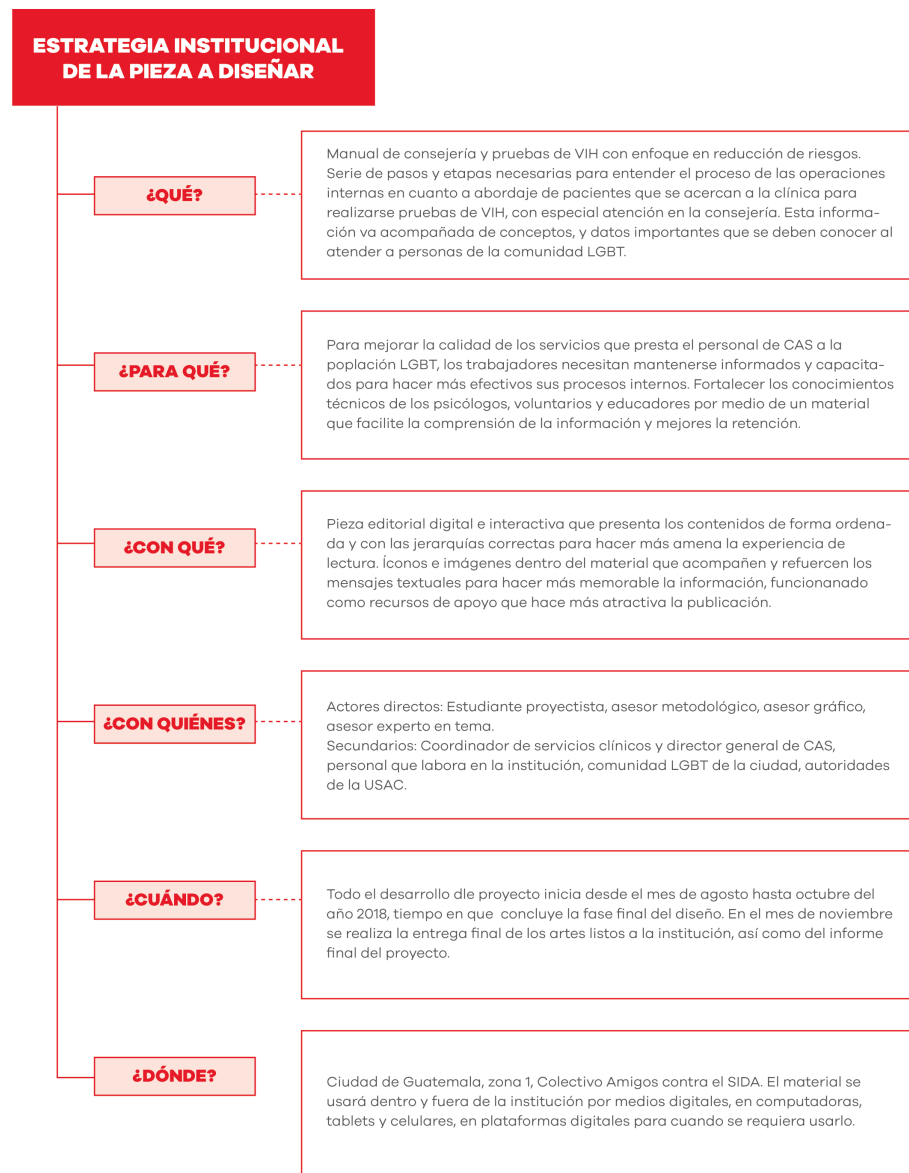 ESTRATEGIA INSTITUCIONAL
DE LA PIEZA A DISEÑAR
¿QUÉ?
Manual de consejería y pruebas de VIH con enfoque en reducción de riesgos.
Serie de pasos y etapas necesarias para entender el proceso de las operaciones
internas en cuanto a abordaje de pacientes que se acercan a la clínica para
realizarse pruebas de VIH, con especial atención en la consejería. Esta informa-
ción va acompañada de conceptos, y datos importantes que se deben conocer al
atender a personas de la comunidad LGBT.
¿PARA QUÉ?
Para mejorar la calidad de los servicios que presta el personal de CAS a la
poplación LGBT, los trabajadores necesitan mantenerse informados y capacita-
dos para hacer más efectivos sus procesos internos. Fortalecer los conocimientos
técnicos de los psicólogos, voluntarios y educadores por medio de un material
que facilite la comprensión de la información y mejores la retención.
¿CON QUÉ?
Pieza editorial digital e interactiva que presenta los contenidos de forma ordena-
da y con las jerarquías correctas para hacer más amena la experiencia de
lectura. Íconos e imágenes dentro del material que acompañen y refuercen los
mensajes textuales para hacer más memorable la información, funcionanado
como recursos de apoyo que hace más atractiva la publicación.
¿CON QUIÉNES?
Actores directos: Estudiante proyectista, asesor metodológico, asesor gráfico,
asesor experto en tema.
Secundarios: Coordinador de servicios clínicos y director general de CAS,
personal que labora en la institución, comunidad LGBT de la ciudad, autoridades
de la USAC.
¿CUÁNDO?
Todo el desarrollo dle proyecto inicia desde el mes de agosto hasta octubre del
año 2018, tiempo en que concluye la fase final del diseño. En el mes de noviembre
se realiza la entrega final de los artes listos a la institución, así como del informe
final del proyecto.
¿DÓNDE?
Ciudad de Guatemala, zona 1, Colectivo Amigos contra el SIDA. El material se
usará dentro y fuera de la institución por medios digitales, en computadoras,
tablets y celulares, en plataformas digitales para cuando se requiera usarlo.